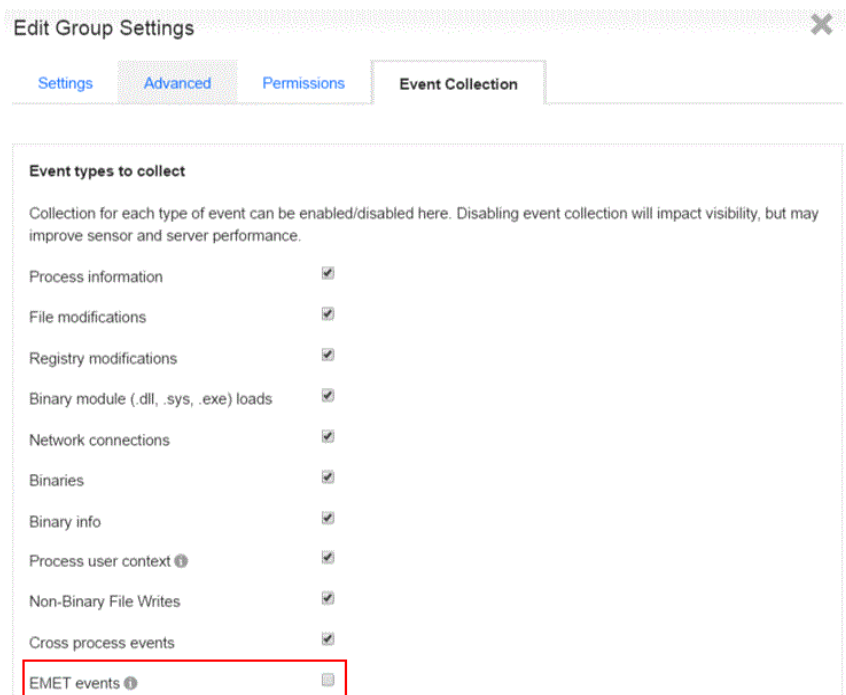 Edit Group Settings
Settings Advanced Permissions Event Collection
Event types to collect
Collection for each type of event can be enabled/disabled here. Disabling event collection will impact visibility, but may
improve sensor and server performance.
Process information
File modifications
Registry modifications
Binary module (.dll, .sys, .exe) loads
Network connections
Binaries
Binary info
Process user context
Non-Binary File Writes
Cross process events
EMET events